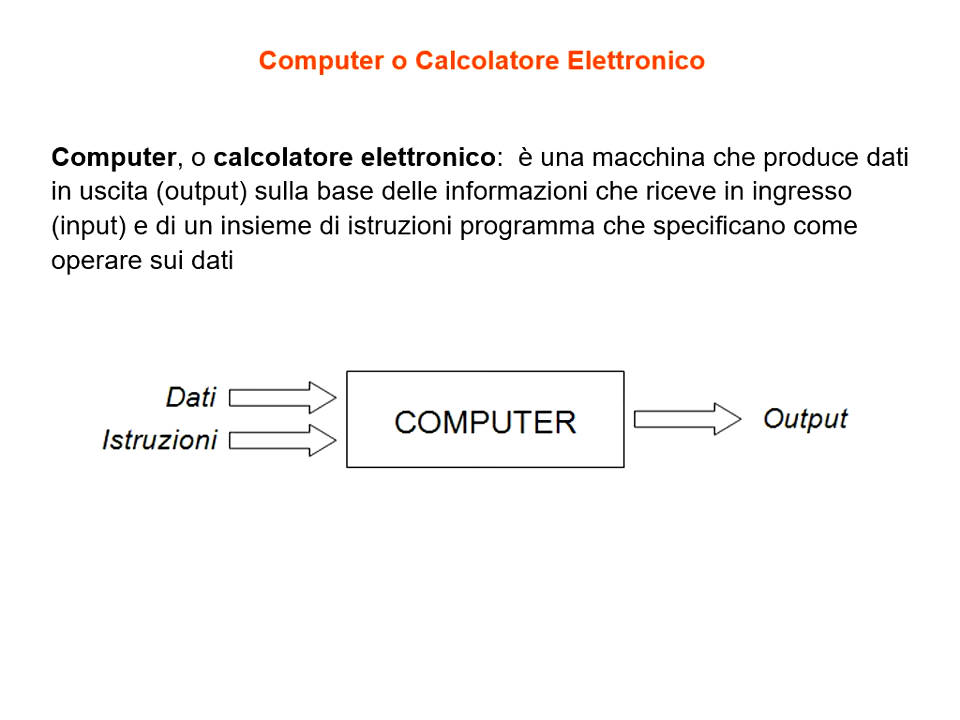 Computer o Calcolatore Elettronico
Computer, o calcolatore elettronico:  è una macchina che produce dati
in uscita (output) sulla base delle informazioni che riceve in ingresso
(input) e di un insieme di istruzioni programma che specificano come
operare sui dati
Dati
Istruzioni
COMPUTER
Output